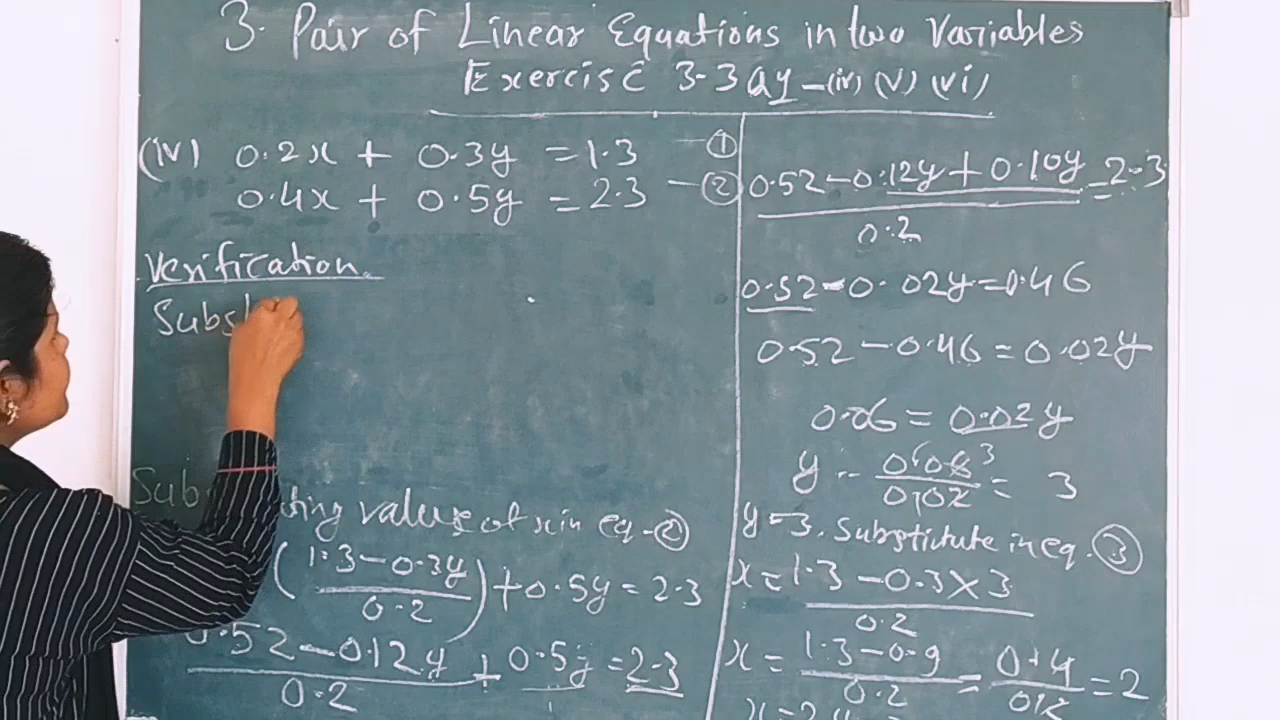 3. Pair of Linear Equations in two Variables
Exercise 3-3 Q1 - (iv) (v) (vi)
(iv) 0.2x + 0.3y = 1.3 - ①
0.4x + 0.5y = 2.3 - ②
Verification
Subst
ting value of x in eq - ②
(1.3 - 0.3y / 0.2) + 0.5y = 2.3
0.52 - 0.12y / 0.2 + 0.5y = 2.3
0.52 - 0.12y + 0.10y / 0.2 = 2.3
0.52 - 0.02y = 0.46
0.52 - 0.46 = 0.02y
0.06 = 0.02y
y = 0.06 / 0.02 = 3
y = 3. Substitute in eq. ③
x = 1.3 - 0.3 × 3 / 0.2
x = 1.3 - 0.9 / 0.2 = 0.4 / 0.2 = 2